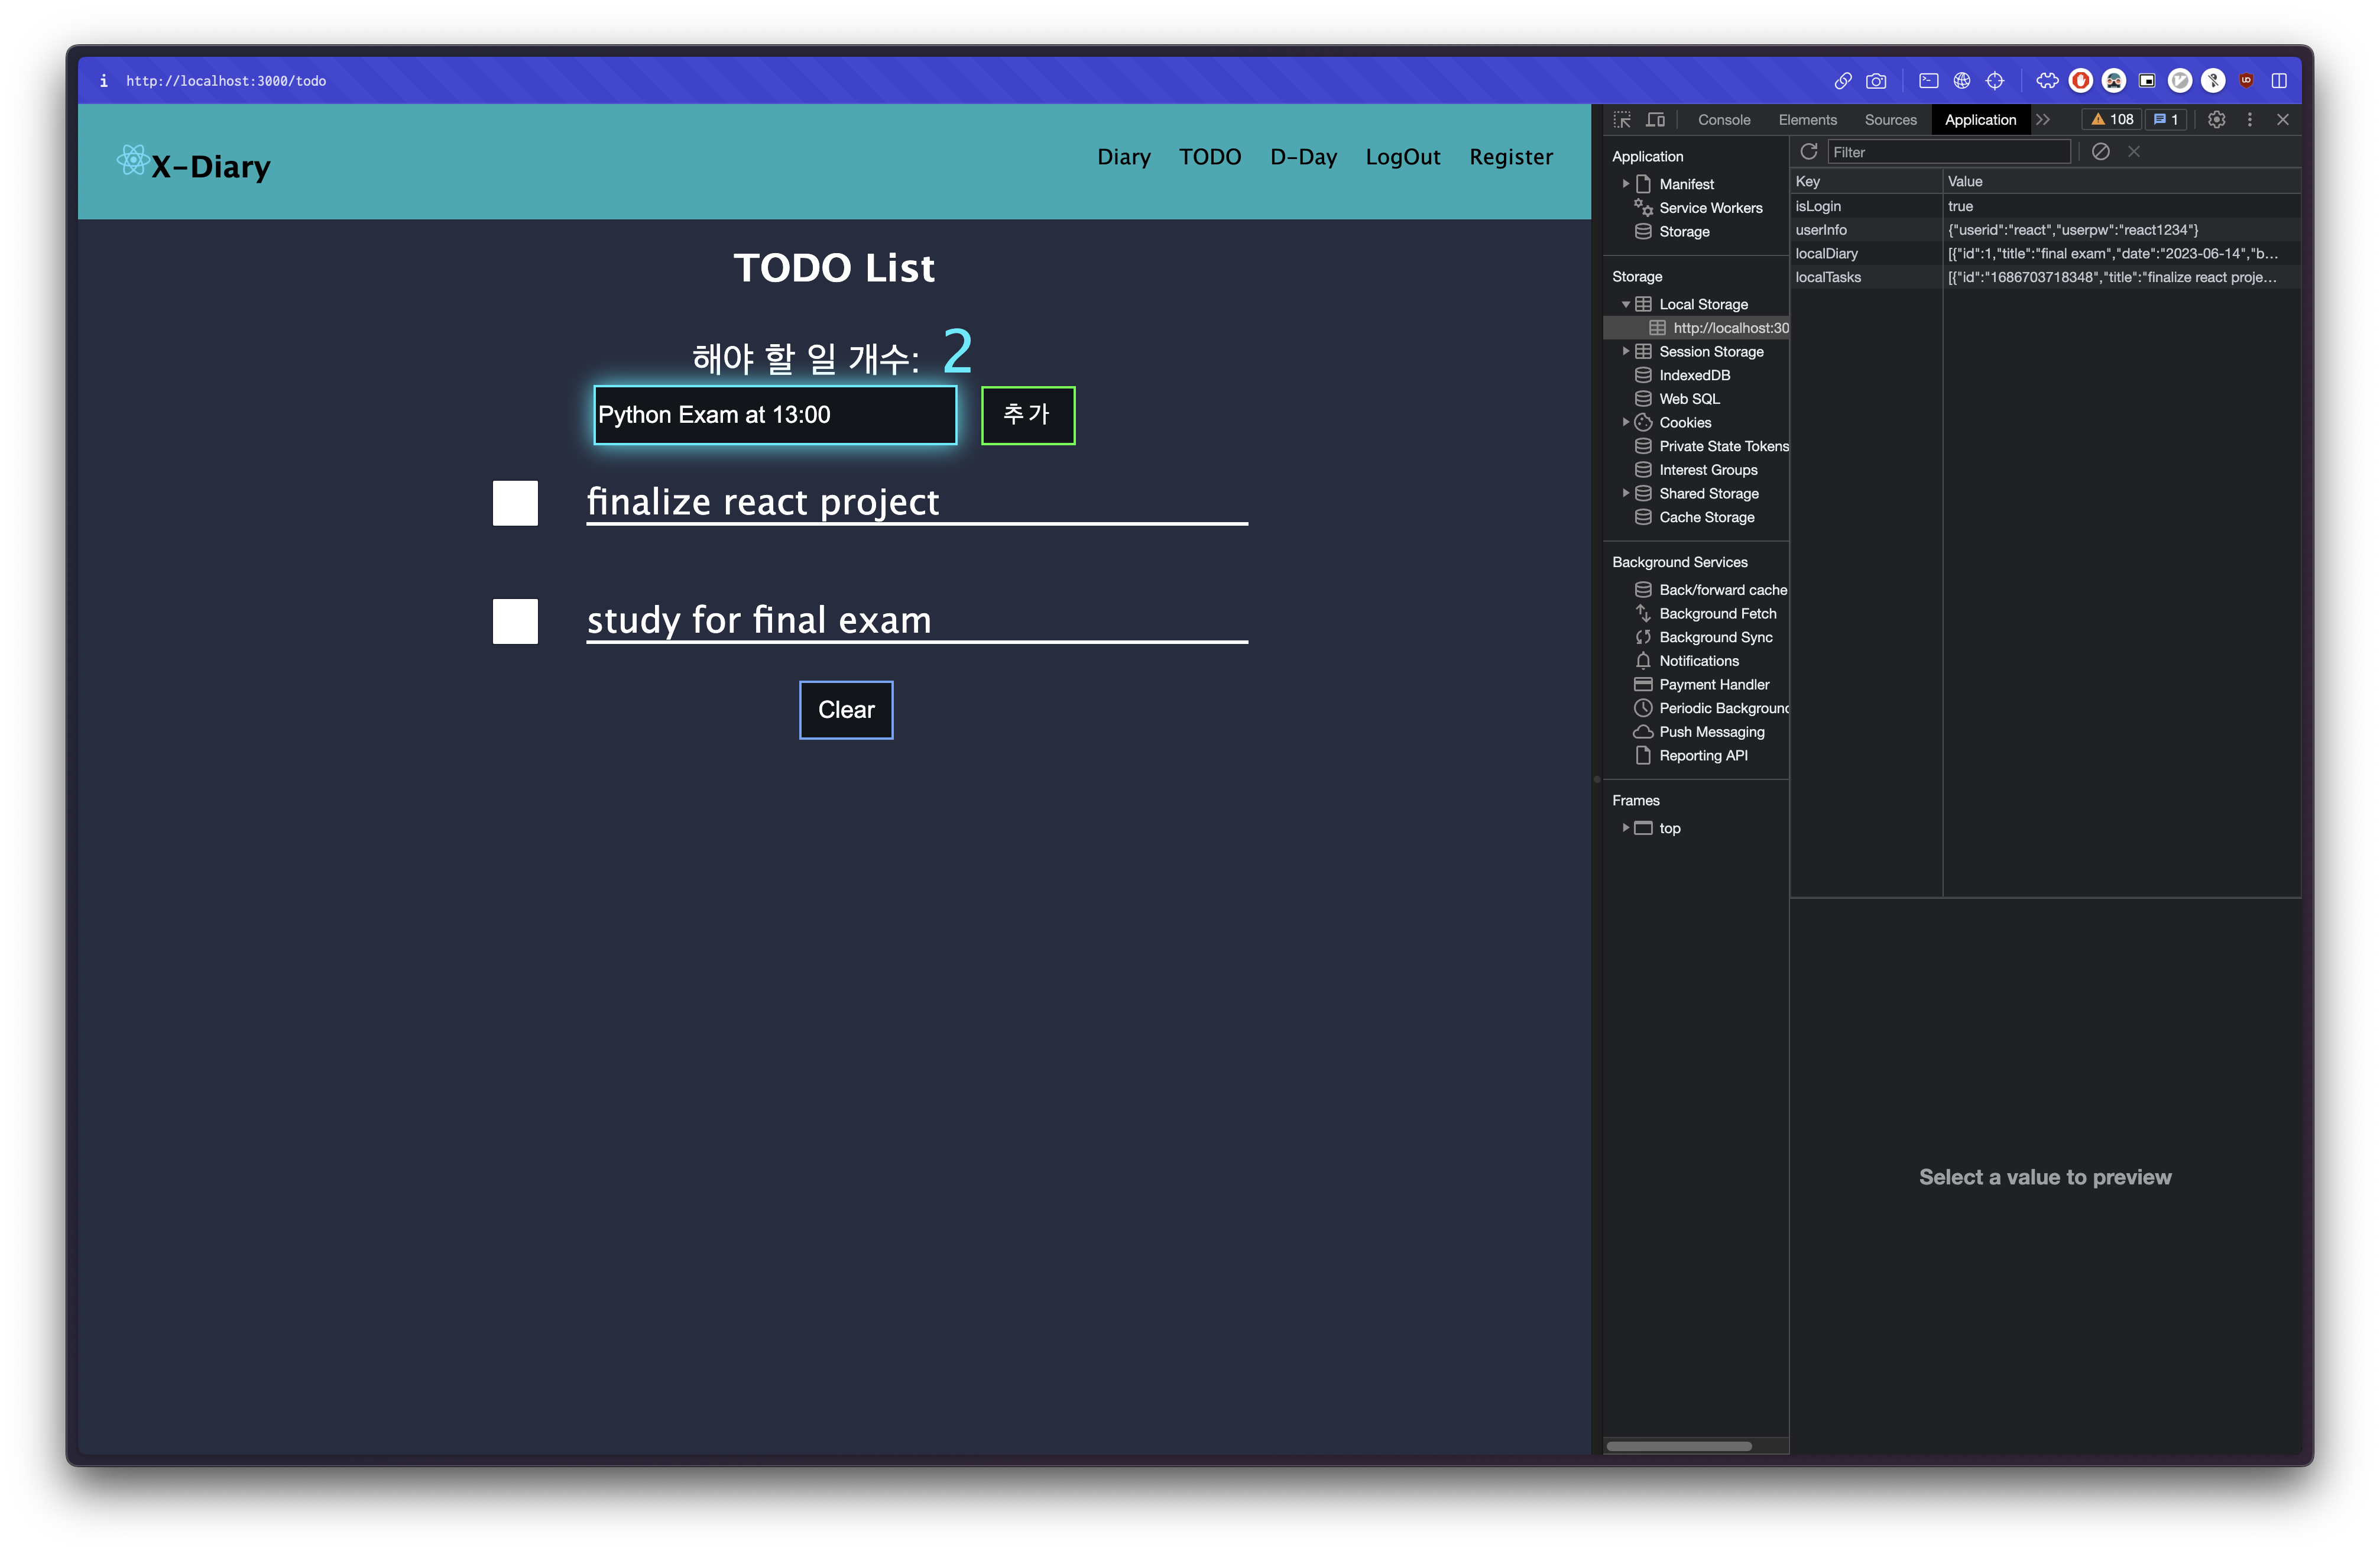 http://localhost:3000/todo
X-Diary
Diary TODO D-Day LogOut Register
TODO List
해야 할 일 개수: 2
Python Exam at 13:00 추가
finalize react project
study for final exam
Clear
Console Elements Sources Application 108 1
Application
Manifest
Service Workers
Storage
Storage
Local Storage
http://localhost:30
Session Storage
IndexedDB
Web SQL
Cookies
Private State Tokens
Interest Groups
Shared Storage
Cache Storage
Background Services
Back/forward cache
Background Fetch
Background Sync
Notifications
Payment Handler
Periodic Background
Push Messaging
Reporting API
Frames
top
Filter
Key Value
isLogin true
userInfo {"userid":"react","userpw":"react1234"}
localDiary [{"id":1,"title":"final exam","date":"2023-06-14","b…
localTasks [{"id":"1686703718348","title":"finalize react proje…
Select a value to preview